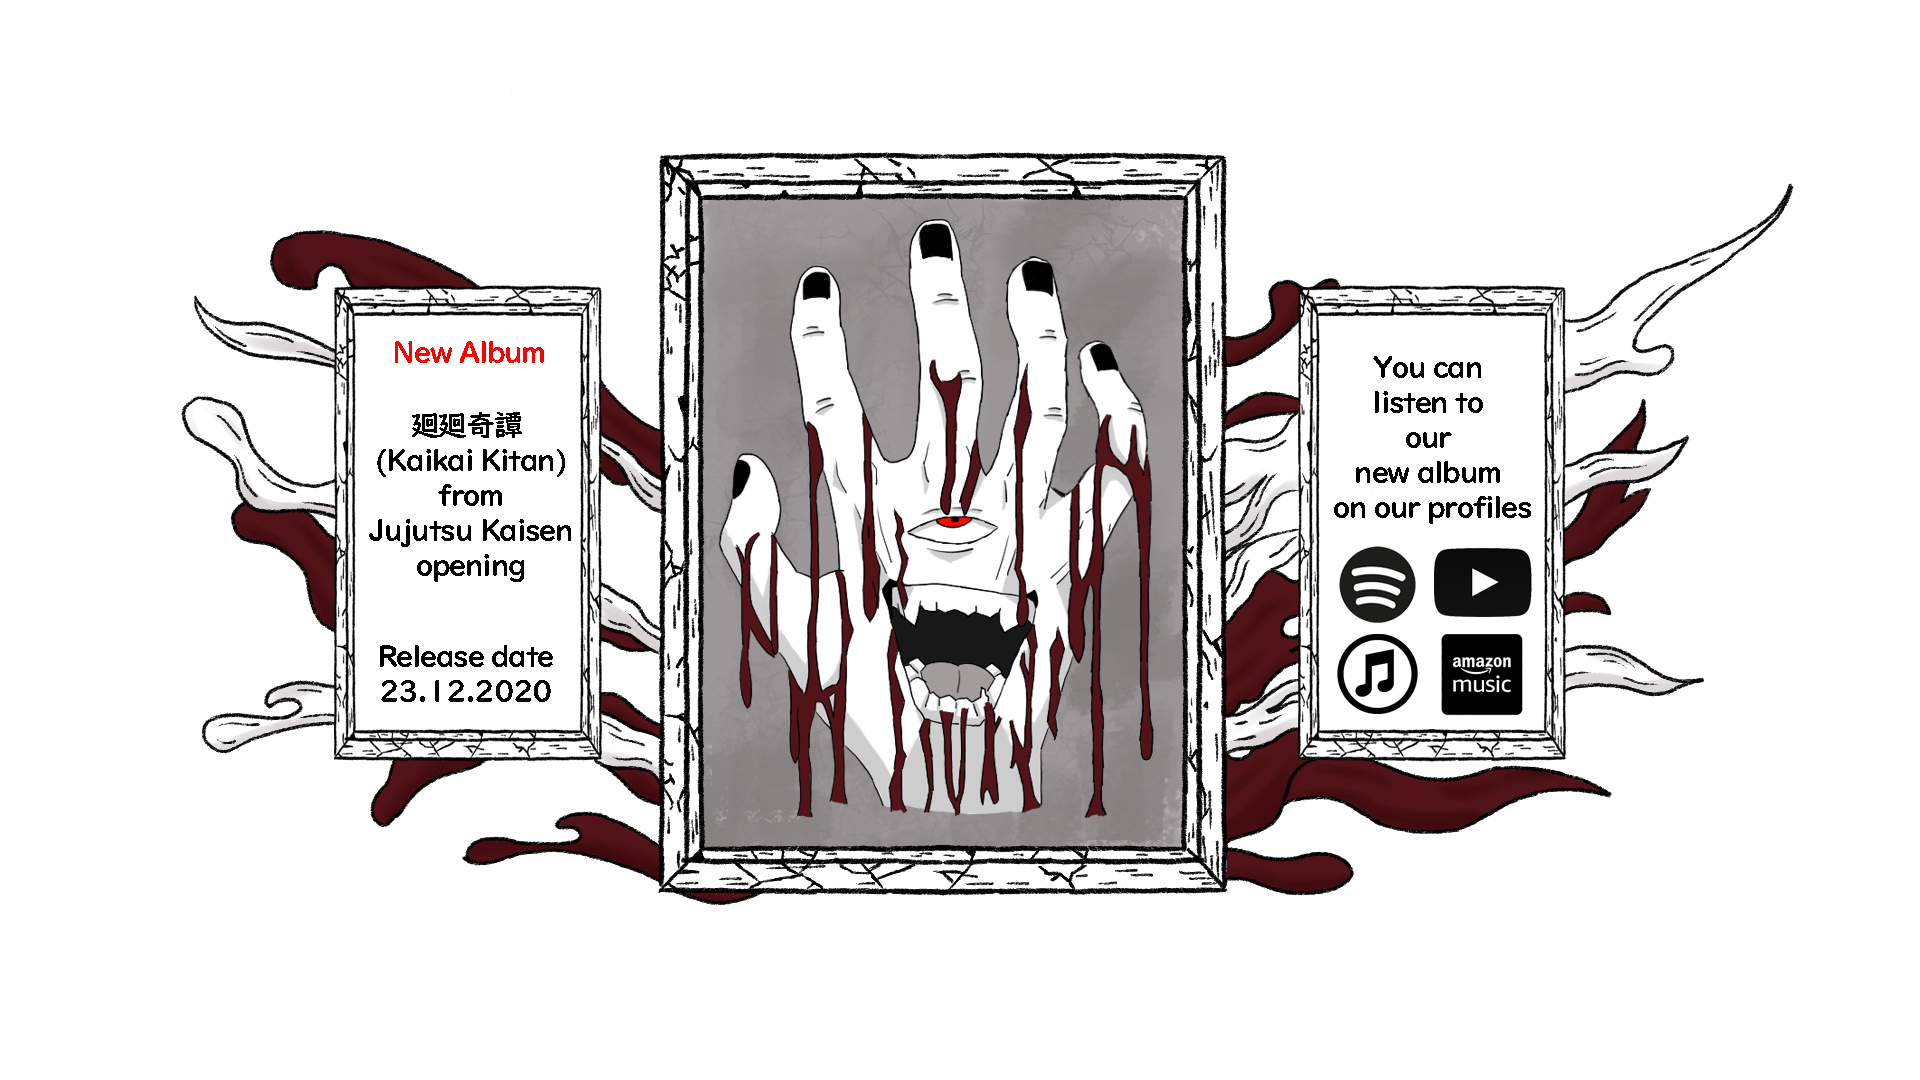 New Album
廻廻奇譚
(Kaikai Kitan)
from
Jujutsu Kaisen
opening
Release date
23.12.2020
You can
listen to
our
new album
on our profiles
amazon
music